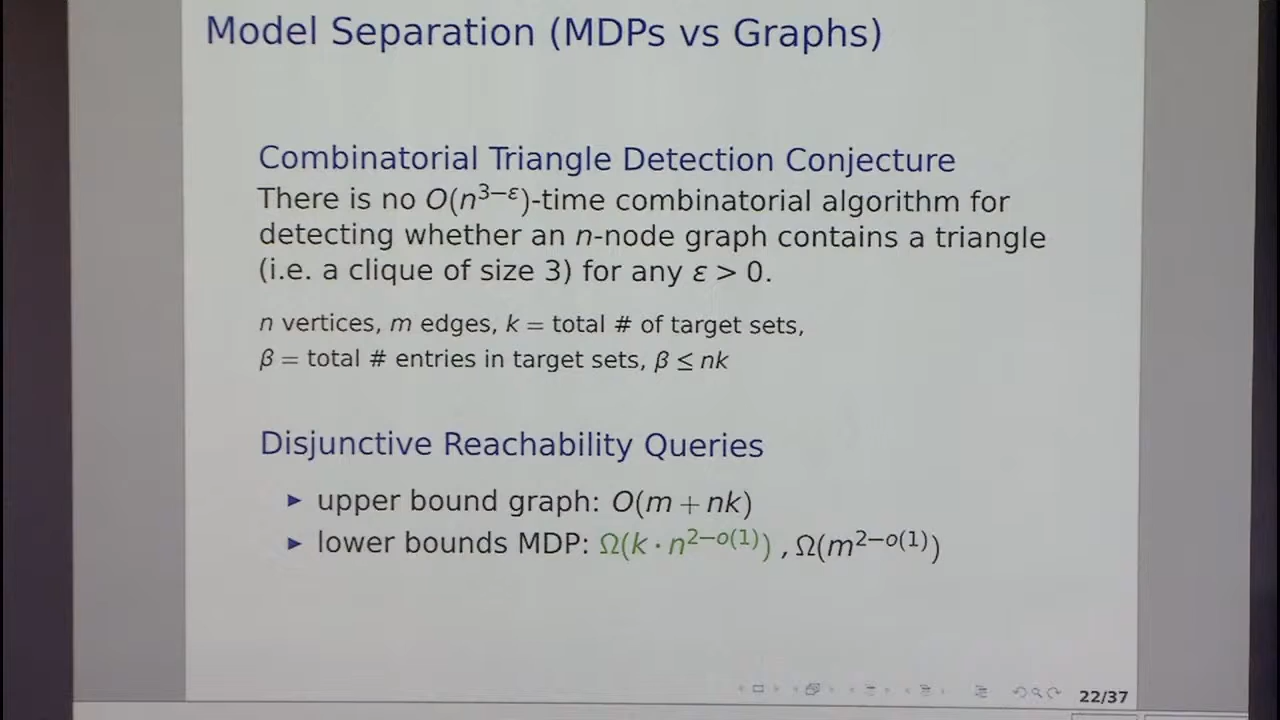 Model Separation (MDPs vs Graphs)
Combinatorial Triangle Detection Conjecture
There is no O(n^{3−ε})-time combinatorial algorithm for
detecting whether an n-node graph contains a triangle
(i.e. a clique of size 3) for any ε > 0.
n vertices, m edges, k = total # of target sets,
β = total # entries in target sets, β ≤ nk
Disjunctive Reachability Queries
► upper bound graph: O(m + nk)
► lower bounds MDP: Ω(k · n^{2−o(1)}) , Ω(m^{2−o(1)})
22/37